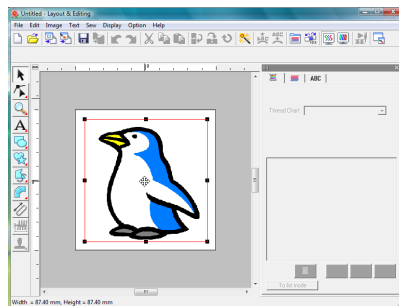 Untitled - Layout & Editing
File Edit Image Text Sew Display Option Help
ABC
Thread Chart
To list mode
Width = 87.40 mm, Height = 87.40 mm